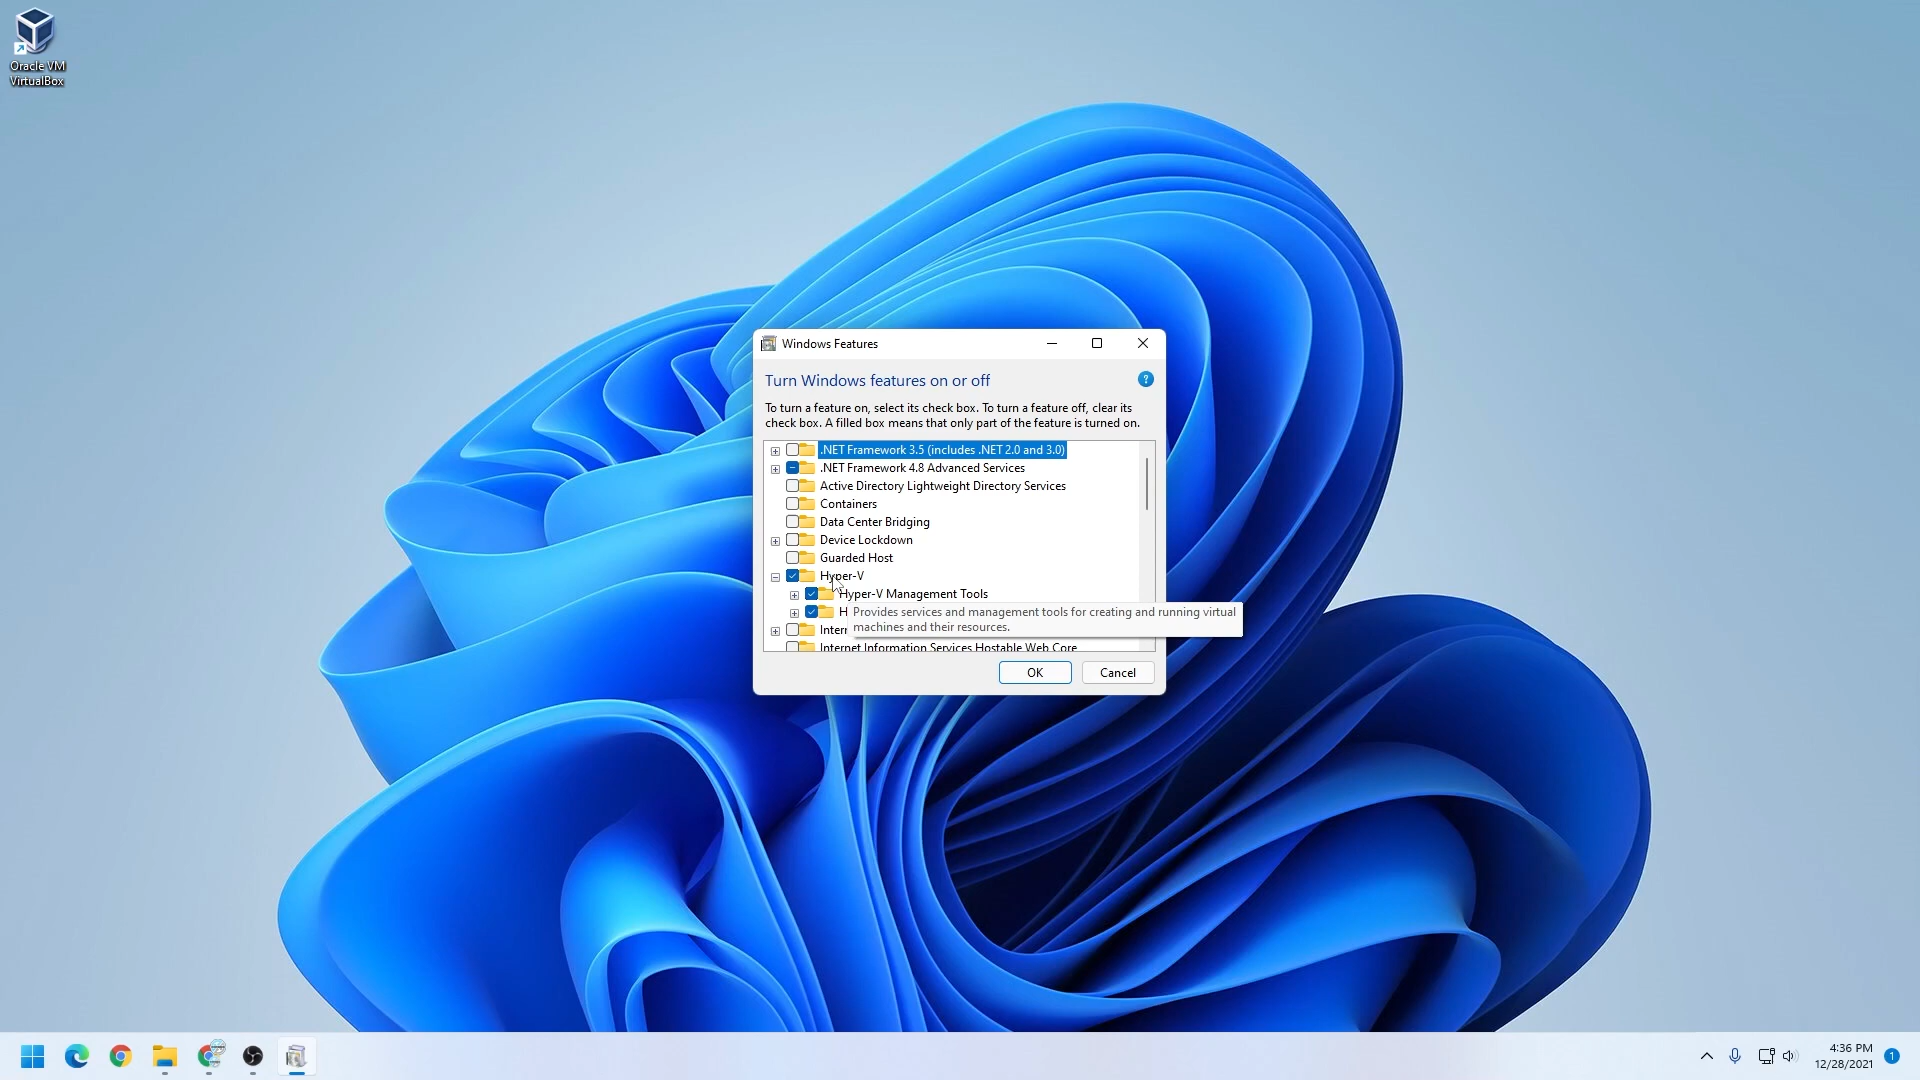 Oracle VM
VirtualBox
Windows Features
Turn Windows features on or off
To turn a feature on, select its check box. To turn a feature off, clear its
check box. A filled box means that only part of the feature is turned on.
.NET Framework 3.5 (includes .NET 2.0 and 3.0)
.NET Framework 4.8 Advanced Services
Active Directory Lightweight Directory Services
Containers
Data Center Bridging
Device Lockdown
Guarded Host
Hyper-V
Hyper-V Management Tools
H
Provides services and management tools for creating and running virtual
machines and their resources.
Inter
Internet Information Services Hostable Web Core
OK
Cancel
4:36 PM
12/28/2021
1